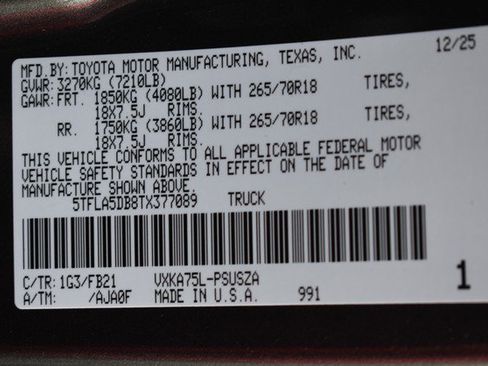 MFD.BY: TOYOTA MOTOR MANUFACTURING, TEXAS, INC. 12/25
GVWR: 3270KG (7210LB)
GAWR: FRT. 1850KG (4080LB) WITH 265/70R18 TIRES,
18X7.5J RIMS.
RR. 1750KG (3860LB) WITH 265/70R18 TIRES,
18X7.5J RIMS.
THIS VEHICLE CONFORMS TO ALL APPLICABLE FEDERAL MOTOR
VEHICLE SAFETY STANDARDS IN EFFECT ON THE DATE OF
MANUFACTURE SHOWN ABOVE.
5TFLA5DB8TX377089 TRUCK
C/TR: 1G3/FB21 VXKA75L-PSUSZA 1
A/TM: /AJA0F MADE IN U.S.A. 991